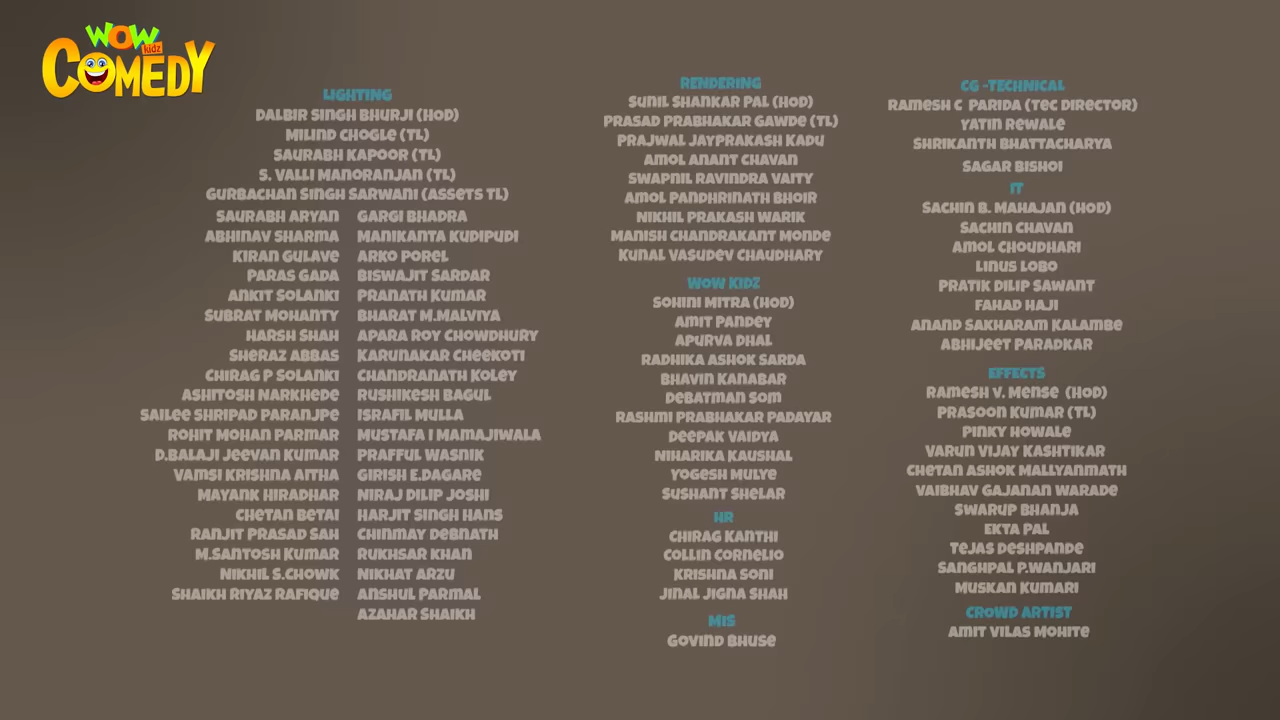 WOW
kidz
COMEDY
LIGHTING
DALBIR SINGH BHURJI (HOD)
MILIND CHOGLE (TL)
SAURABH KAPOOR (TL)
S. VALLI MANORANJAN (TL)
GURBACHAN SINGH SARWANI (ASSETS TL)
SAURABH ARYAN GARGI BHADRA
ABHINAV SHARMA MANIKANTA KUDIPUDI
KIRAN GULAVE ARKO POREL
PARAS GADA BISWAJIT SARDAR
ANKIT SOLANKI PRANATH KUMAR
SUBRAT MOHANTY BHARAT M.MALVIYA
HARSH SHAH APARA ROY CHOWDHURY
SHERAZ ABBAS KARUNAKAR CHEEKOTI
CHIRAG P SOLANKI CHANDRANATH KOLEY
ASHITOSH NARKHEDE RUSHIKESH BAGUL
SAILEE SHRIPAD PARANJPE ISRAFIL MULLA
ROHIT MOHAN PARMAR MUSTAFA I MAMAJIWALA
D.BALAJI JEEVAN KUMAR PRAFFUL WASNIK
VAMSI KRISHNA AITHA GIRISH E.DAGARE
MAYANK HIRADHAR NIRAJ DILIP JOSHI
CHETAN BETAI HARJIT SINGH HANS
RANJIT PRASAD SAH CHINMAY DEBNATH
M.SANTOSH KUMAR RUKHSAR KHAN
NIKHIL S.CHOWK NIKHAT ARZU
SHAIKH RIYAZ RAFIQUE ANSHUL PARMAL
AZAHAR SHAIKH
RENDERING
SUNIL SHANKAR PAL (HOD)
PRASAD PRABHAKAR GAWDE (TL)
PRAJWAL JAYPRAKASH KADU
AMOL ANANT CHAVAN
SWAPNIL RAVINDRA VAITY
AMOL PANDHRINATH BHOIR
NIKHIL PRAKASH WARIK
MANISH CHANDRAKANT MONDE
KUNAL VASUDEV CHAUDHARY
WOW KIDZ
SOHINI MITRA (HOD)
AMIT PANDEY
APURVA DHAL
RADHIKA ASHOK SARDA
BHAVIN KANABAR
DEBATMAN SOM
RASHMI PRABHAKAR PADAYAR
DEEPAK VAIDYA
NIHARIKA KAUSHAL
YOGESH MULYE
SUSHANT SHELAR
HR
CHIRAG KANTHI
COLLIN CORNELIO
KRISHNA SONI
JINAL JIGNA SHAH
MIS
GOVIND BHUSE
CG -TECHNICAL
RAMESH C PARIDA (TEC DIRECTOR)
YATIN REWALE
SHRIKANTH BHATTACHARYA
SAGAR BISHOI
IT
SACHIN B. MAHAJAN (HOD)
SACHIN CHAVAN
AMOL CHOUDHARI
LINUS LOBO
PRATIK DILIP SAWANT
FAHAD HAJI
ANAND SAKHARAM KALAMBE
ABHIJEET PARADKAR
EFFECTS
RAMESH V. MENSE (HOD)
PRASOON KUMAR (TL)
PINKY HOWALE
VARUN VIJAY KASHTIKAR
CHETAN ASHOK MALLYANMATH
VAIBHAV GAJANAN WARADE
SWARUP BHANJA
EKTA PAL
TEJAS DESHPANDE
SANGHPAL P.WANJARI
MUSKAN KUMARI
CROWD ARTIST
AMIT VILAS MOHITE